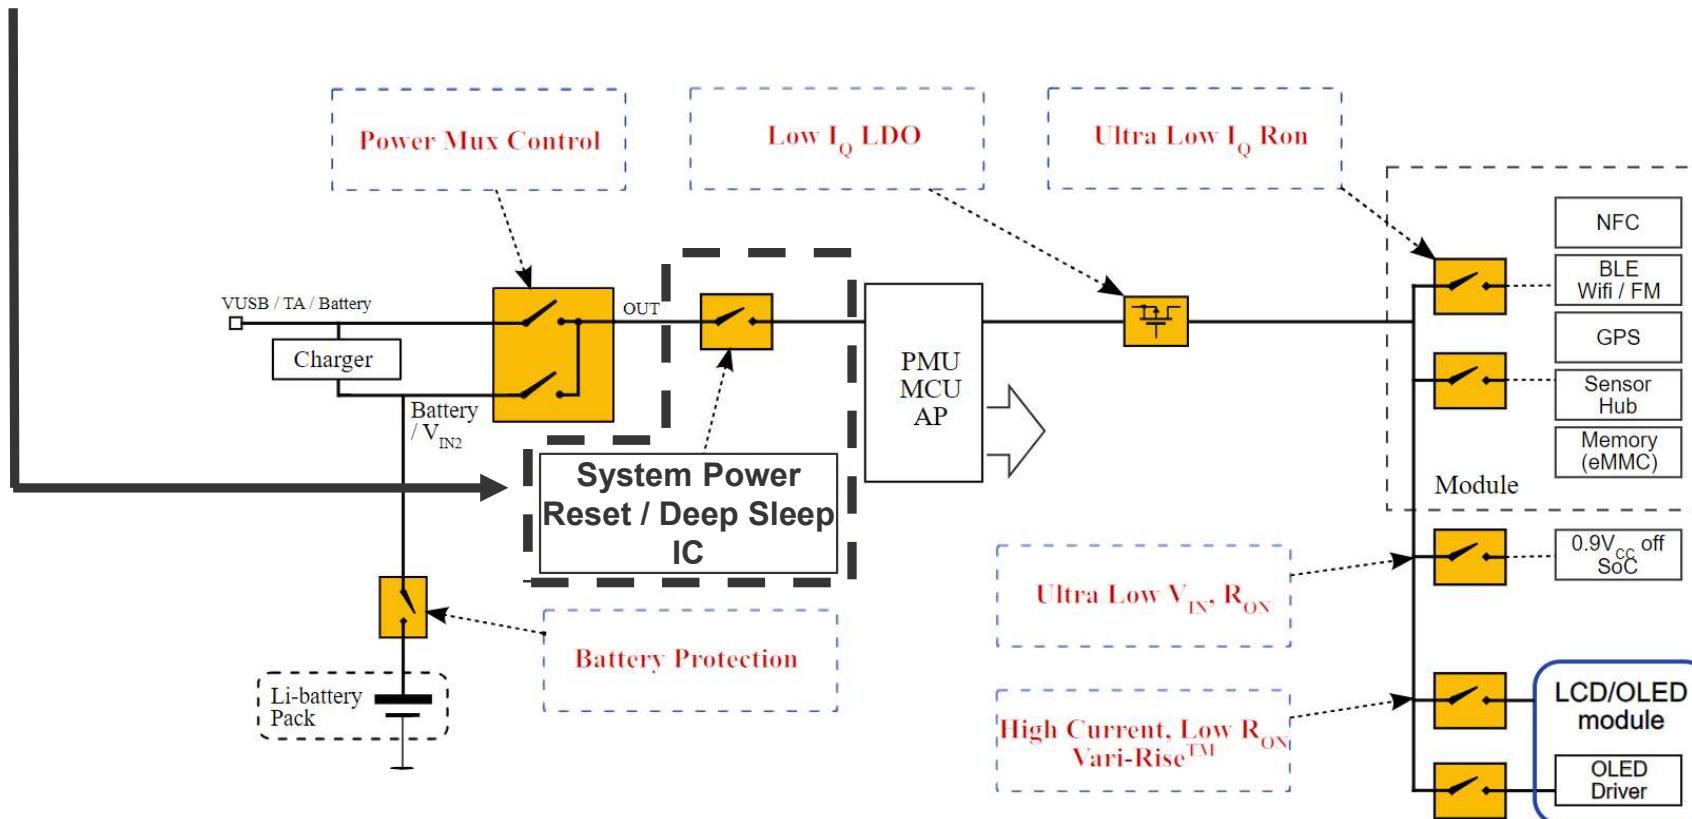 Power Mux Control
Low IQ LDO
Ultra Low IQ Ron
NFC
BLE
Wifi / FM
GPS
Sensor
Hub
Memory
(eMMC)
Module
VUSB / TA / Battery
OUT
Charger
Battery
/ VIN2
PMU
MCU
AP
System Power
Reset / Deep Sleep
IC
0.9VCC off
SoC
Ultra Low VIN, RON
Battery Protection
Li-battery
Pack
High Current, Low RON
Vari-Rise™
LCD/OLED
module
OLED
Driver